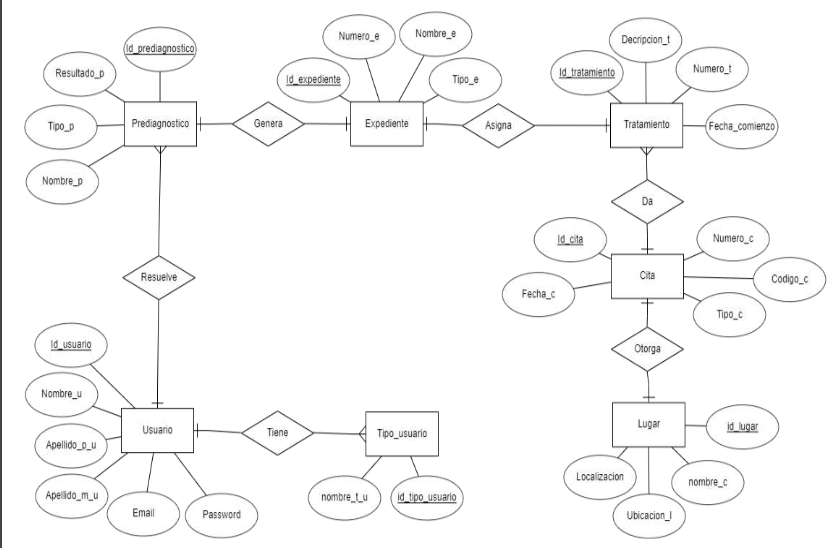 Id_prediagnostico
Resultado_p
Tipo_p
Nombre_p
Prediagnostico
Genera
Id_expediente
Numero_e
Nombre_e
Tipo_e
Expediente
Asigna
Id_tratamiento
Decripcion_t
Numero_t
Fecha_comienzo
Tratamiento
Da
Id_cita
Numero_c
Fecha_c
Cita
Codigo_c
Tipo_c
Resuelve
Otorga
Id_usuario
Nombre_u
Apellido_p_u
Apellido_m_u
Email
Password
Usuario
Tiene
Tipo_usuario
nombre_t_u
id_tipo_usuario
Lugar
id_lugar
Localizacion
Ubicacion_l
nombre_c